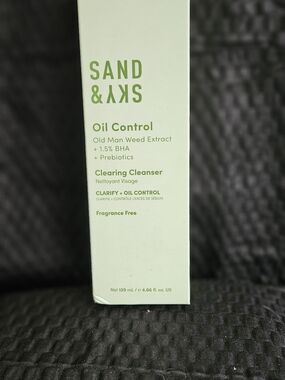 SAND
& SKY
Oil Control
Old Man Weed Extract
+ 1.5% BHA
+ Prebiotics
Clearing Cleanser
Nettoyant Visage
CLARIFY + OIL CONTROL
Fragrance Free